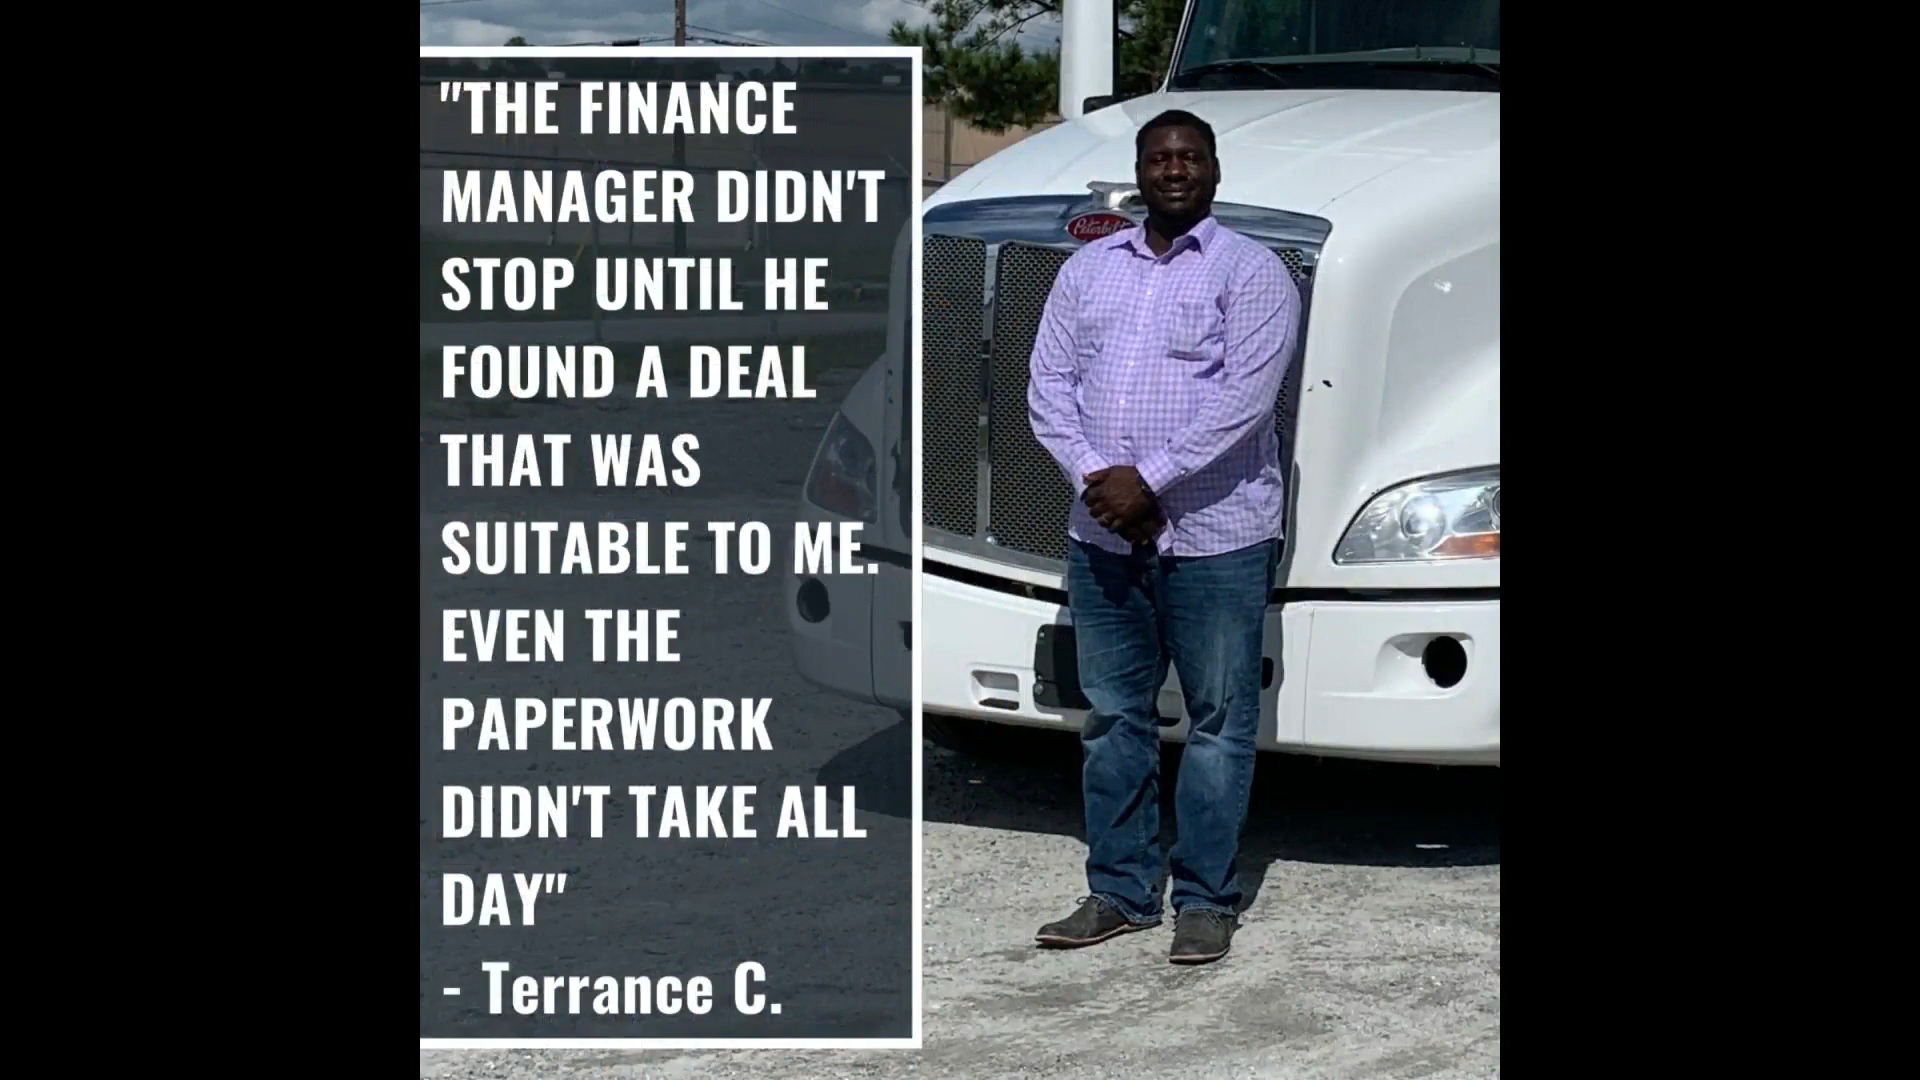 "THE FINANCE
MANAGER DIDN'T
STOP UNTIL HE
FOUND A DEAL
THAT WAS
SUITABLE TO ME.
EVEN THE
PAPERWORK
DIDN'T TAKE ALL
DAY"
- Terrance C.
Peterbilt